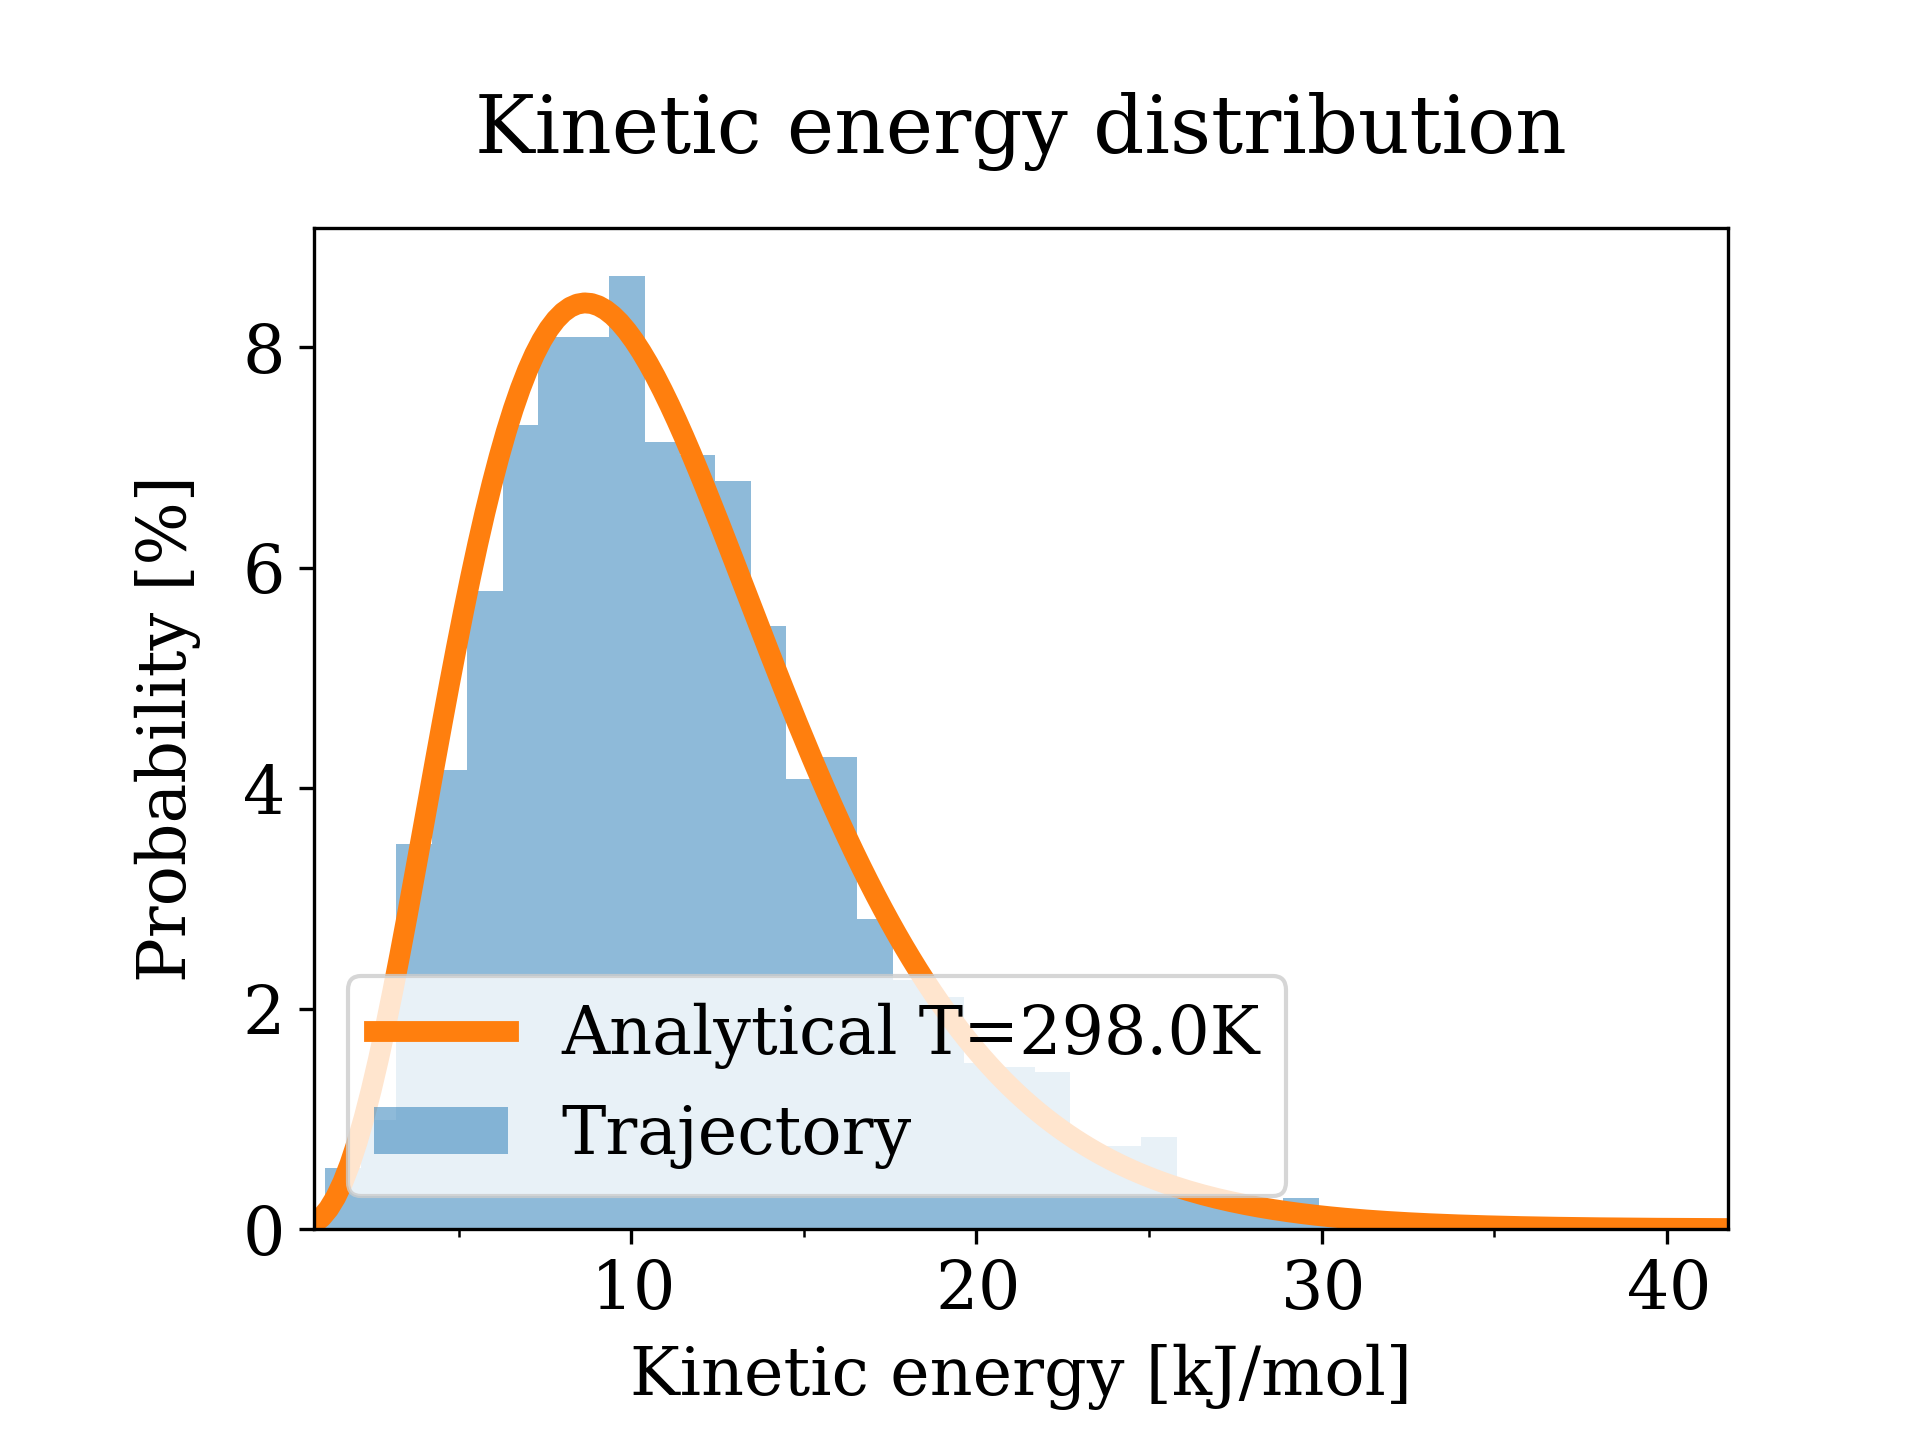 Kinetic energy distribution
Probability [%]
8
6
4
2
0
Analytical T=298.0K
Trajectory
10 20 30 40
Kinetic energy [kJ/mol]